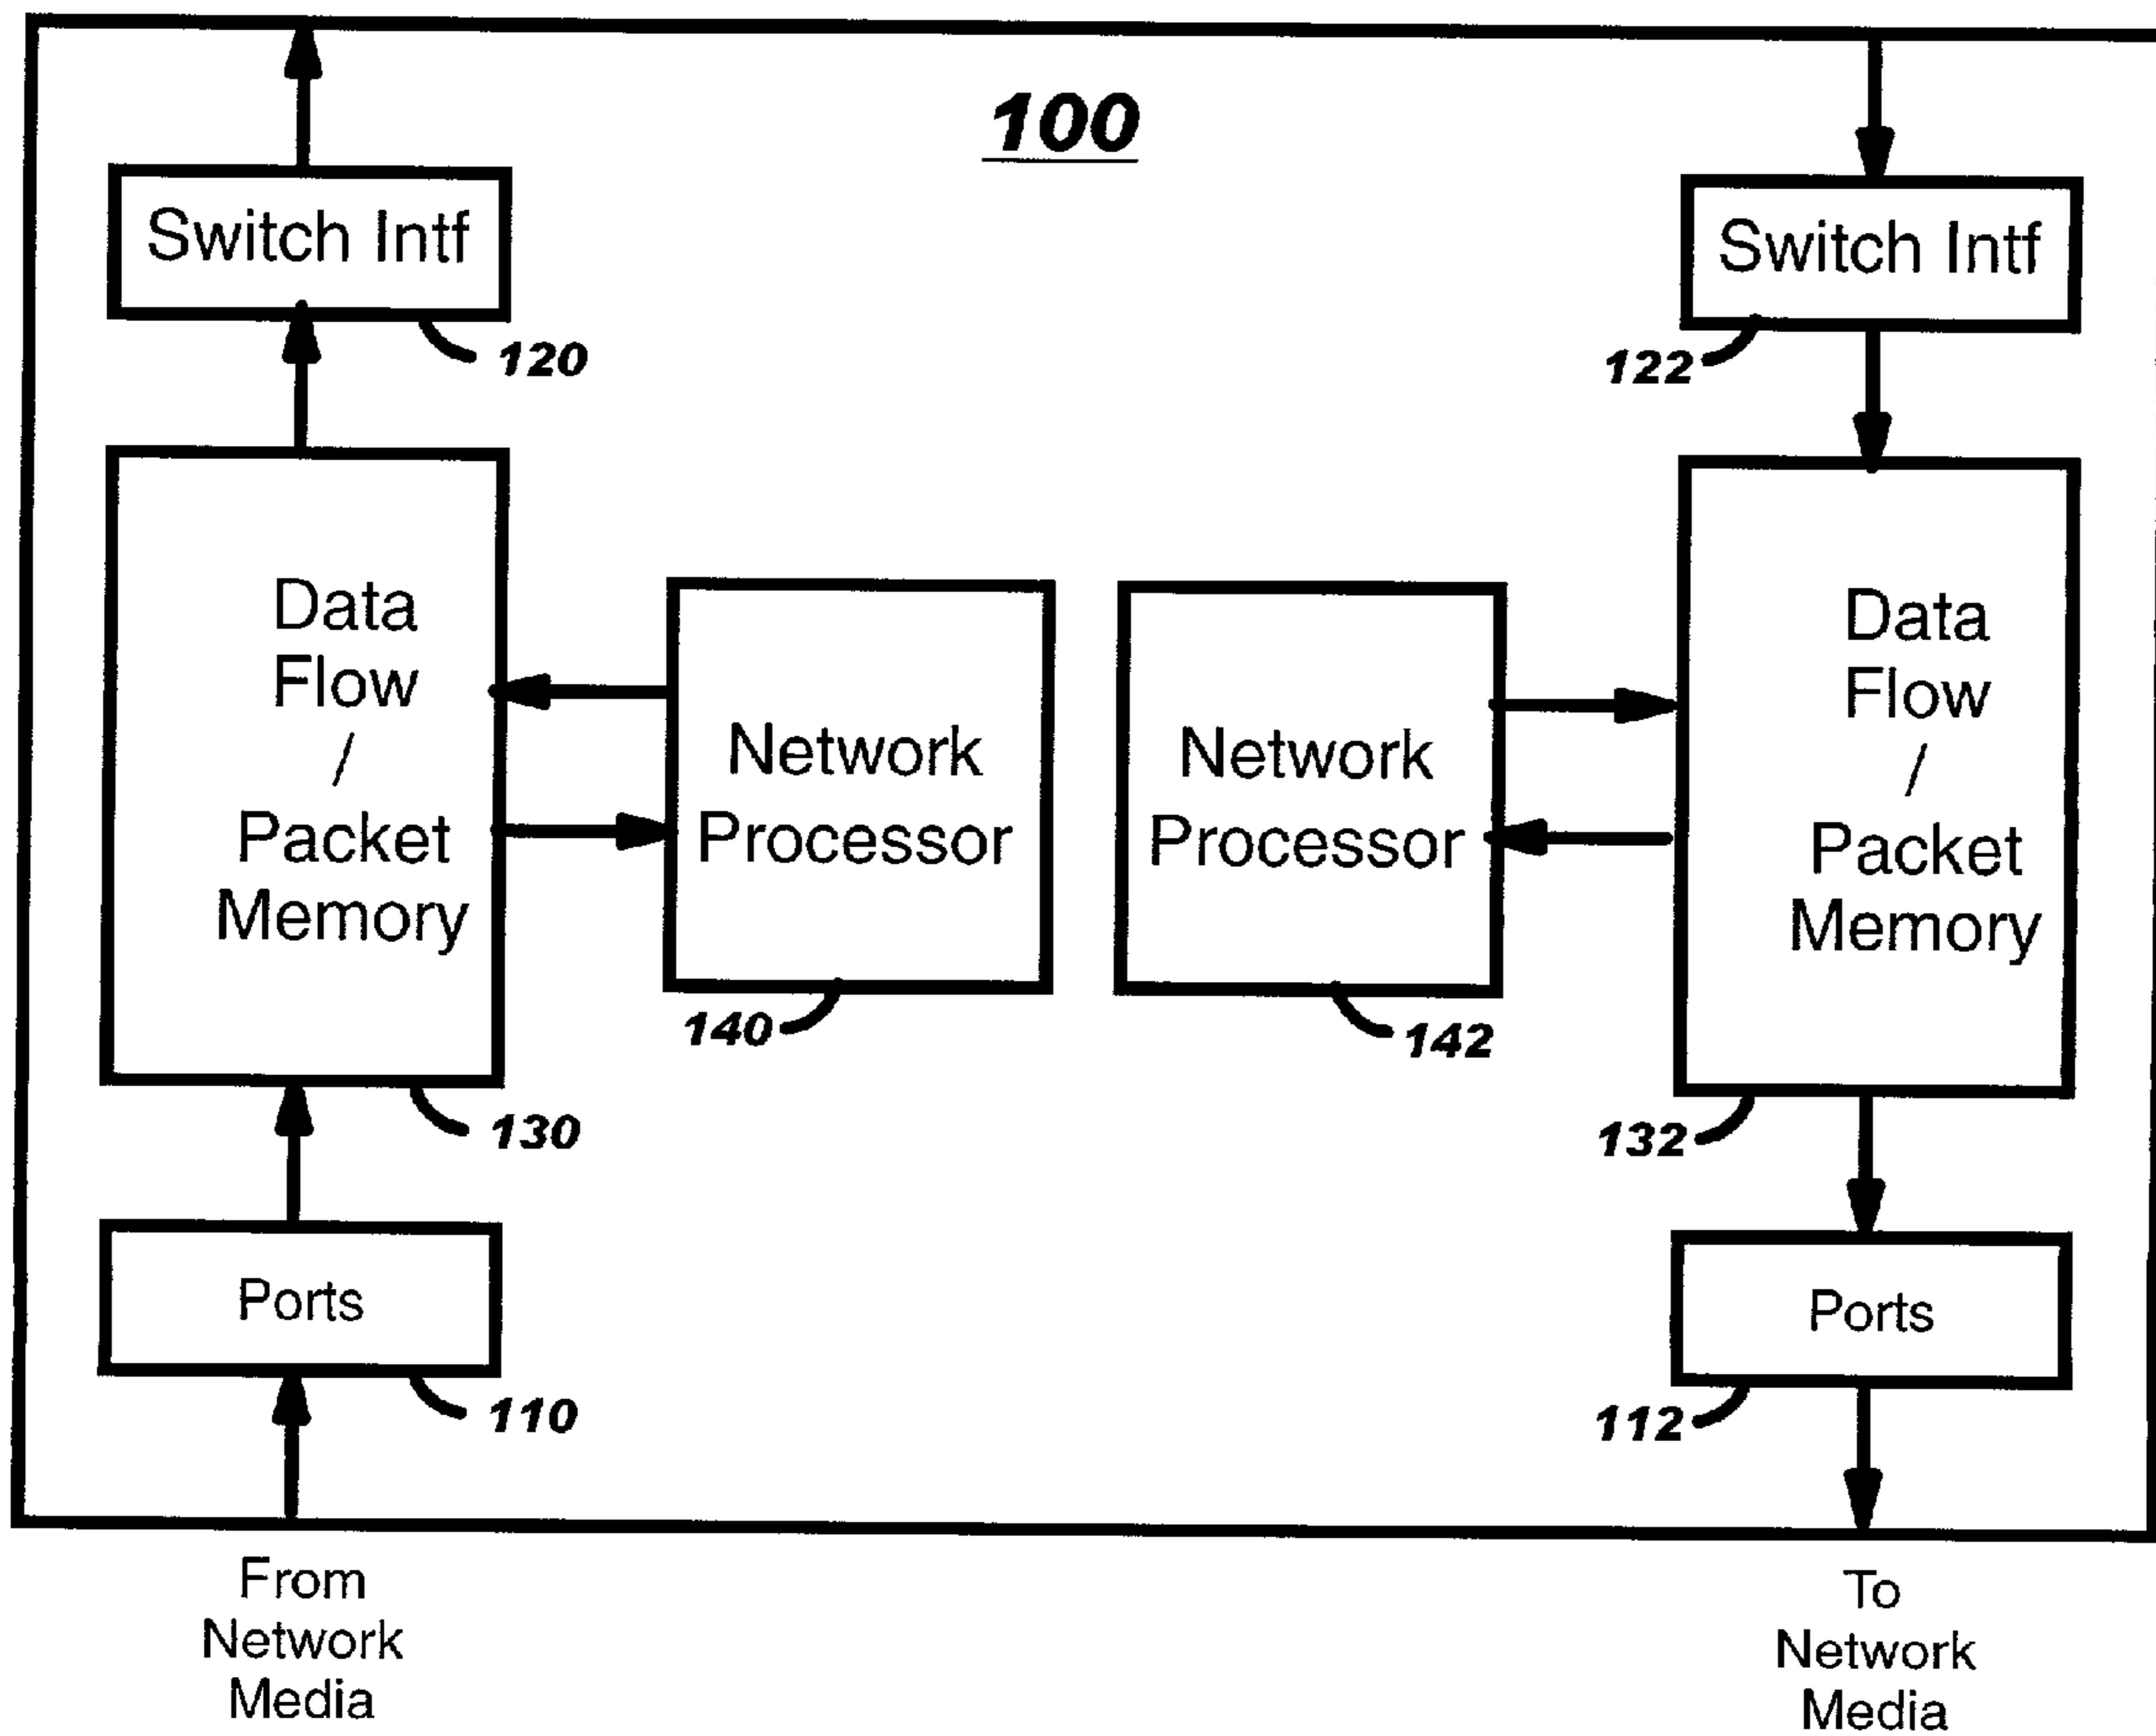 100
Switch Intf
120
Switch Intf
122
Data
Flow
/
Packet
Memory
130
Network
Processor
140
Network
Processor
142
Data
Flow
/
Packet
Memory
132
Ports
110
Ports
112
From
Network
Media
To
Network
Media